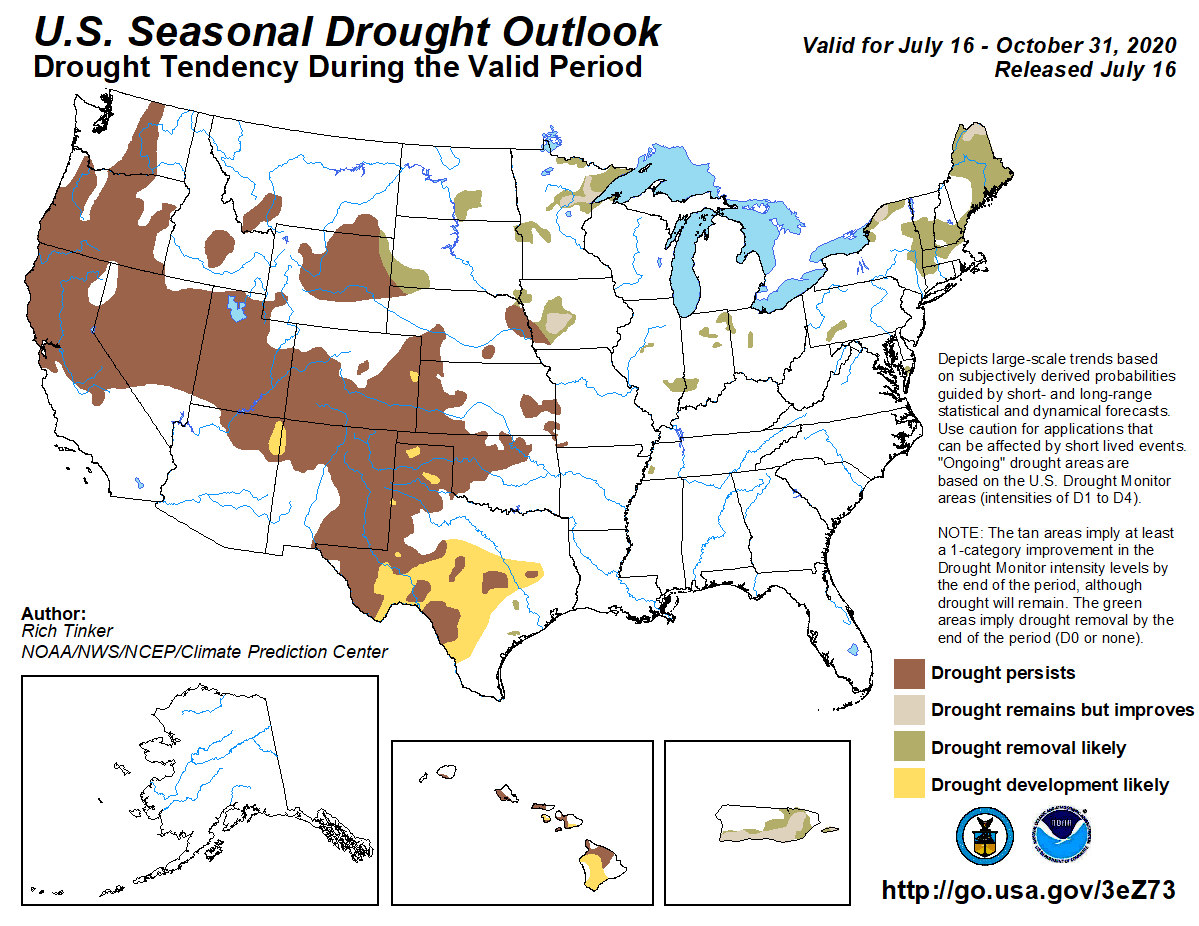 U.S. Seasonal Drought Outlook
Drought Tendency During the Valid Period
Valid for July 16 - October 31, 2020
Released July 16
Depicts large-scale trends based
on subjectively derived probabilities
guided by short- and long-range
statistical and dynamical forecasts.
Use caution for applications that
can be affected by short lived events.
"Ongoing" drought areas are
based on the U.S. Drought Monitor
areas (intensities of D1 to D4).
NOTE: The tan areas imply at least
a 1-category improvement in the
Drought Monitor intensity levels by
the end of the period, although
drought will remain. The green
areas imply drought removal by the
end of the period (D0 or none).
Author:
Rich Tinker
NOAA/NWS/NCEP/Climate Prediction Center
Drought persists
Drought remains but improves
Drought removal likely
Drought development likely
http://go.usa.gov/3eZ73